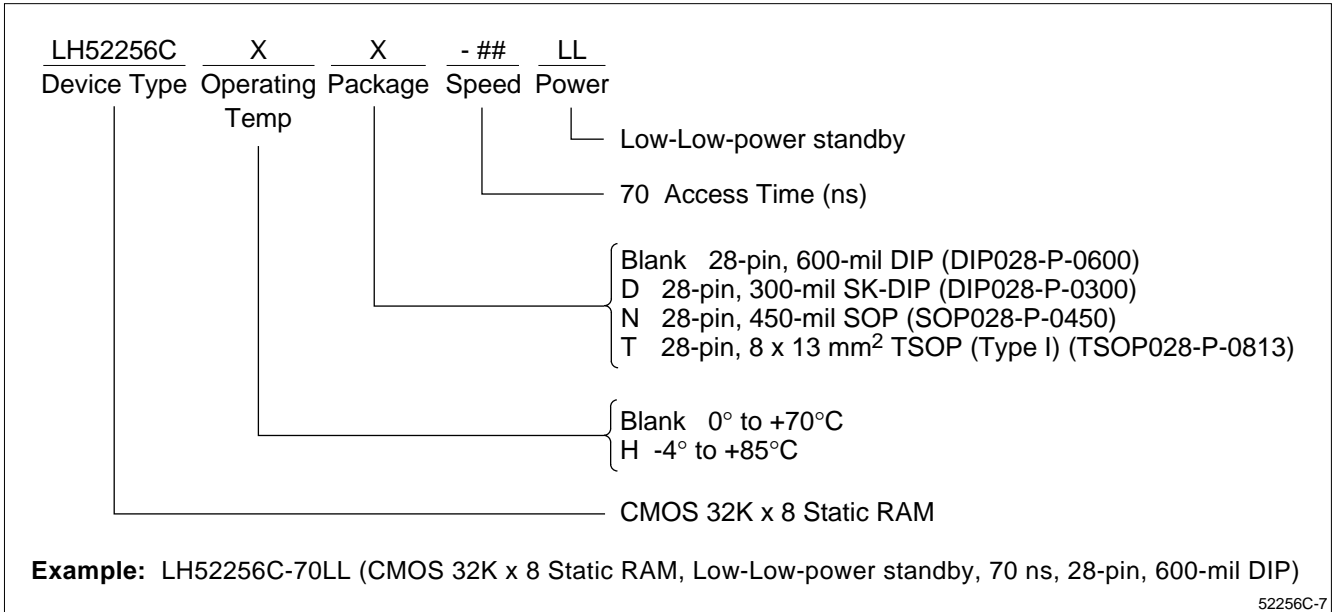 LH52256C X X - ## LL
Device Type Operating Temp Package Speed Power
Low-Low-power standby
70 Access Time (ns)
Blank 28-pin, 600-mil DIP (DIP028-P-0600)
D 28-pin, 300-mil SK-DIP (DIP028-P-0300)
N 28-pin, 450-mil SOP (SOP028-P-0450)
T 28-pin, 8 x 13 mm2 TSOP (Type I) (TSOP028-P-0813)
Blank 0° to +70°C
H -4° to +85°C
CMOS 32K x 8 Static RAM
Example: LH52256C-70LL (CMOS 32K x 8 Static RAM, Low-Low-power standby, 70 ns, 28-pin, 600-mil DIP)
52256C-7